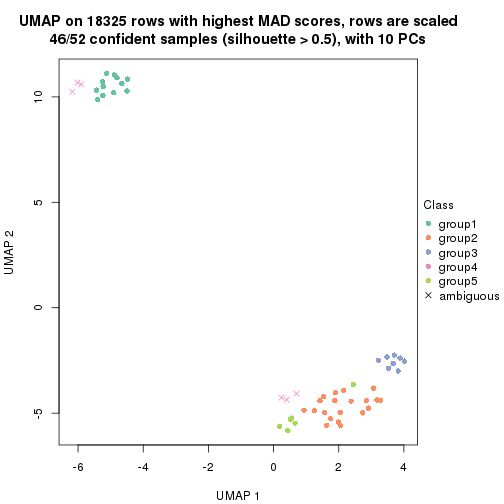 UMAP on 18325 rows with highest MAD scores, rows are scaled
46/52 confident samples (silhouette > 0.5), with 10 PCs
10
5
0
-5
UMAP 2
-6
-4
-2
0
2
4
UMAP 1
Class
group1
group2
group3
group4
group5
ambiguous